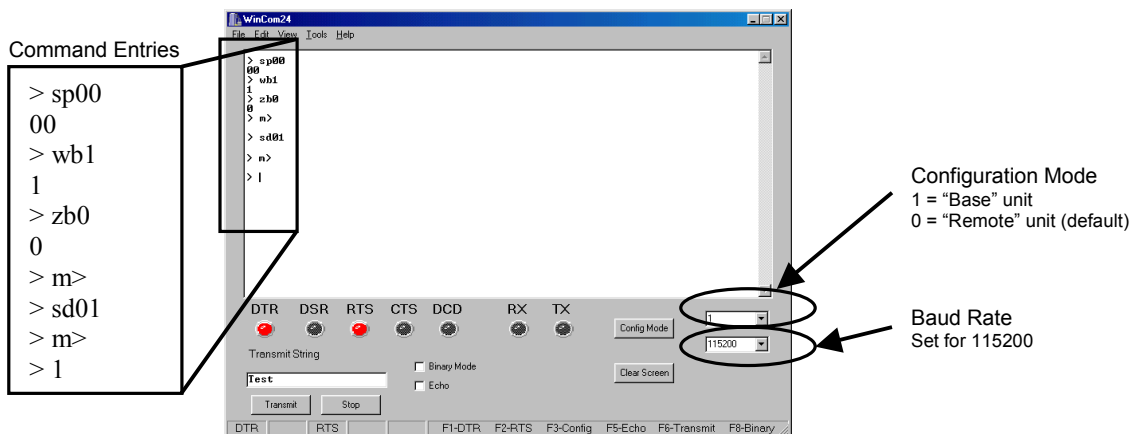 WinCom24
File Edit View Tools Help
Command Entries
> sp00
00
> wb1
1
> zb0
0
> m>
> sd01
> m>
> 1
> sp00
00
> wb1
1
> zb0
0
> m>
> sd01
> m>
> |
Configuration Mode
1 = “Base” unit
0 = “Remote” unit (default)
Baud Rate
Set for 115200
DTR DSR RTS CTS DCD RX TX
Config Mode
1
115200
Transmit String
Binary Mode
Test
Echo
Clear Screen
Transmit Stop
DTR RTS F1-DTR F2-RTS F3-Config F5-Echo F6-Transmit F8-Binary